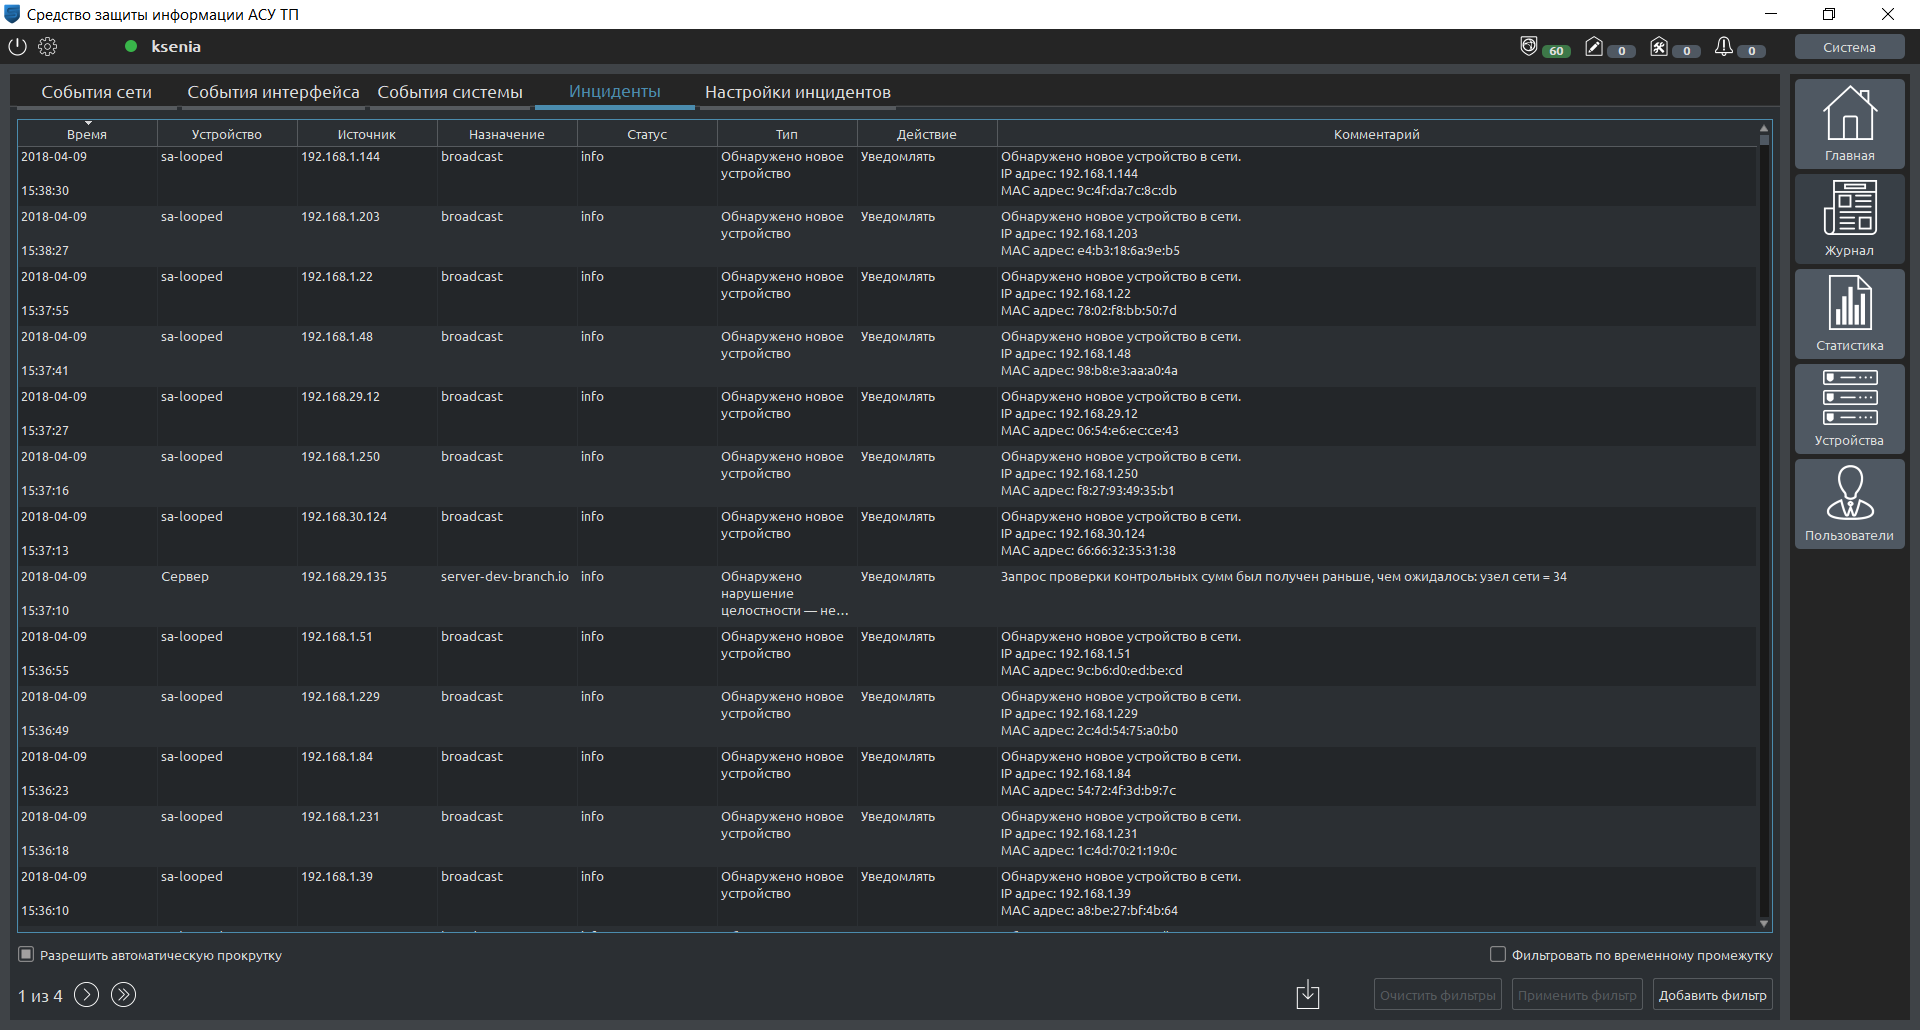 Средство защиты информации АСУ ТП
ksenia
60
0
0
0
Система
События сети
События интерфейса
События системы
Инциденты
Настройки инцидентов
Время Устройство Источник Назначение Статус Тип Действие Комментарий
2018-04-09 sa-looped 192.168.1.144 broadcast info Обнаружено новое Уведомлять Обнаружено новое устройство в сети.
устройство IP адрес: 192.168.1.144
15:38:30 MAC адрес: 9c:4f:da:7c:8c:db
2018-04-09 sa-looped 192.168.1.203 broadcast info Обнаружено новое Уведомлять Обнаружено новое устройство в сети.
устройство IP адрес: 192.168.1.203
15:38:27 MAC адрес: e4:b3:18:6a:9e:b5
2018-04-09 sa-looped 192.168.1.22 broadcast info Обнаружено новое Уведомлять Обнаружено новое устройство в сети.
устройство IP адрес: 192.168.1.22
15:37:55 MAC адрес: 78:02:f8:bb:50:7d
2018-04-09 sa-looped 192.168.1.48 broadcast info Обнаружено новое Уведомлять Обнаружено новое устройство в сети.
устройство IP адрес: 192.168.1.48
15:37:41 MAC адрес: 98:b8:e3:aa:a0:4a
2018-04-09 sa-looped 192.168.29.12 broadcast info Обнаружено новое Уведомлять Обнаружено новое устройство в сети.
устройство IP адрес: 192.168.29.12
15:37:27 MAC адрес: 06:54:e6:ec:ce:43
2018-04-09 sa-looped 192.168.1.250 broadcast info Обнаружено новое Уведомлять Обнаружено новое устройство в сети.
устройство IP адрес: 192.168.1.250
15:37:16 MAC адрес: f8:27:93:49:35:b1
2018-04-09 sa-looped 192.168.30.124 broadcast info Обнаружено новое Уведомлять Обнаружено новое устройство в сети.
устройство IP адрес: 192.168.30.124
15:37:13 MAC адрес: 66:66:32:35:31:38
2018-04-09 Сервер 192.168.29.135 server-dev-branch.io info Обнаружено Уведомлять Запрос проверки контрольных сумм был получен раньше, чем ожидалось: узел сети = 34
нарушение
15:37:10 целостности — не…
2018-04-09 sa-looped 192.168.1.51 broadcast info Обнаружено новое Уведомлять Обнаружено новое устройство в сети.
устройство IP адрес: 192.168.1.51
15:36:55 MAC адрес: 9c:b6:d0:ed:be:cd
2018-04-09 sa-looped 192.168.1.229 broadcast info Обнаружено новое Уведомлять Обнаружено новое устройство в сети.
устройство IP адрес: 192.168.1.229
15:36:49 MAC адрес: 2c:4d:54:75:a0:b0
2018-04-09 sa-looped 192.168.1.84 broadcast info Обнаружено новое Уведомлять Обнаружено новое устройство в сети.
устройство IP адрес: 192.168.1.84
15:36:23 MAC адрес: 54:72:4f:3d:b9:7c
2018-04-09 sa-looped 192.168.1.231 broadcast info Обнаружено новое Уведомлять Обнаружено новое устройство в сети.
устройство IP адрес: 192.168.1.231
15:36:18 MAC адрес: 1c:4d:70:21:19:0c
2018-04-09 sa-looped 192.168.1.39 broadcast info Обнаружено новое Уведомлять Обнаружено новое устройство в сети.
устройство IP адрес: 192.168.1.39
15:36:10 MAC адрес: a8:be:27:bf:4b:64
Разрешить автоматическую прокрутку
Фильтровать по временному промежутку
1 из 4
Очистить фильтры
Применить фильтр
Добавить фильтр
Главная
Журнал
Статистика
Устройства
Пользователи